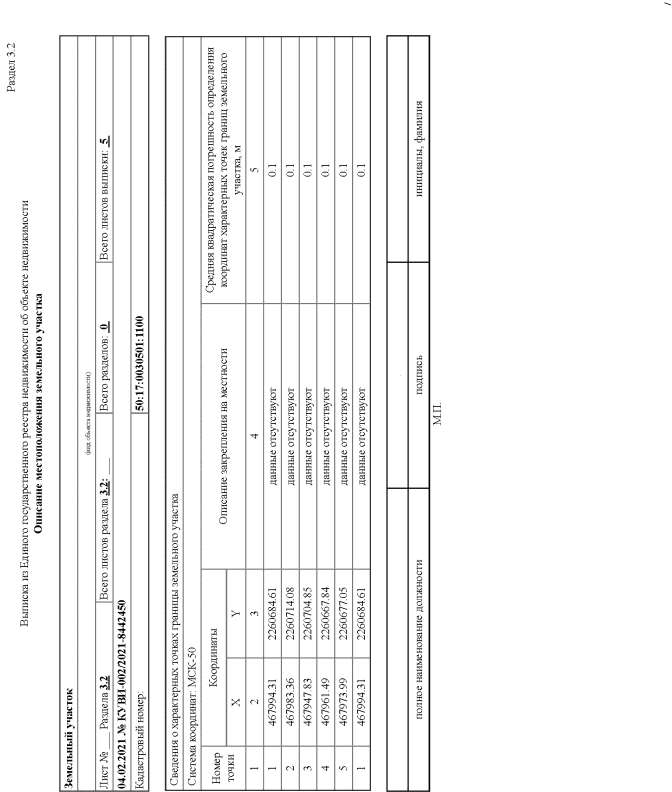 Раздел 3.2
Выписка из Единого государственного реестра недвижимости об объекте недвижимости
Описание местоположения земельного участка
Земельный участок
(вид объекта недвижимости)
Лист № ___ Раздела 3.2 Всего листов раздела 3.2: ___ Всего разделов: 0 Всего листов выписки: 5
04.02.2021 № КУВИ-002/2021-8442450
Кадастровый номер: 50:17:0030501:1100
Сведения о характерных точках границы земельного участка
Система координат: МСК-50
Номер точки Координаты Описание закрепления на местности Средняя квадратическая погрешность определения координат характерных точек границ земельного участка, м
X Y
1 2 3 4 5
1 467994.31 2260684.61 данные отсутствуют 0.1
2 467983.36 2260714.08 данные отсутствуют 0.1
3 467947.83 2260704.85 данные отсутствуют 0.1
4 467961.49 2260667.84 данные отсутствуют 0.1
5 467973.99 2260677.05 данные отсутствуют 0.1
1 467994.31 2260684.61 данные отсутствуют 0.1
полное наименование должности подпись инициалы, фамилия
М.П.